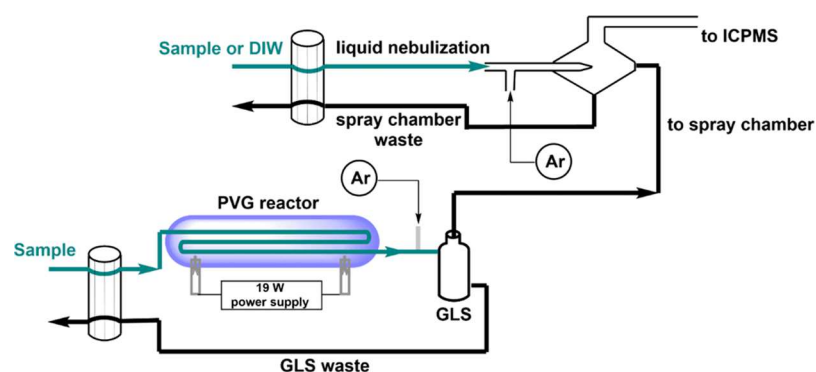 Sample or DIW
liquid nebulization
to ICPMS
spray chamber
waste
Ar
to spray chamber
Ar
PVG reactor
Sample
19 W
power supply
GLS
GLS waste